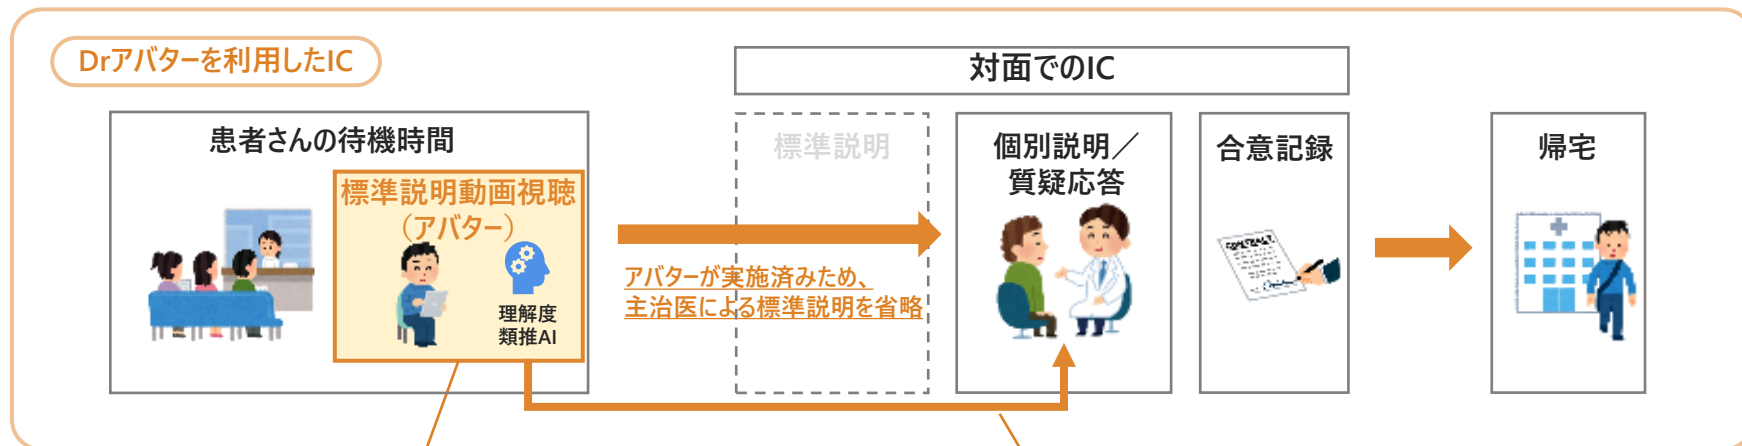 Drアバターを利用したIC
対面でのIC
患者さんの待機時間
標準説明動画視聴
（アバター）
理解度
類推AI
アバターが実施済みため、
主治医による標準説明を省略
標準説明
個別説明／
質疑応答
合意記録
CONTRACT
帰宅